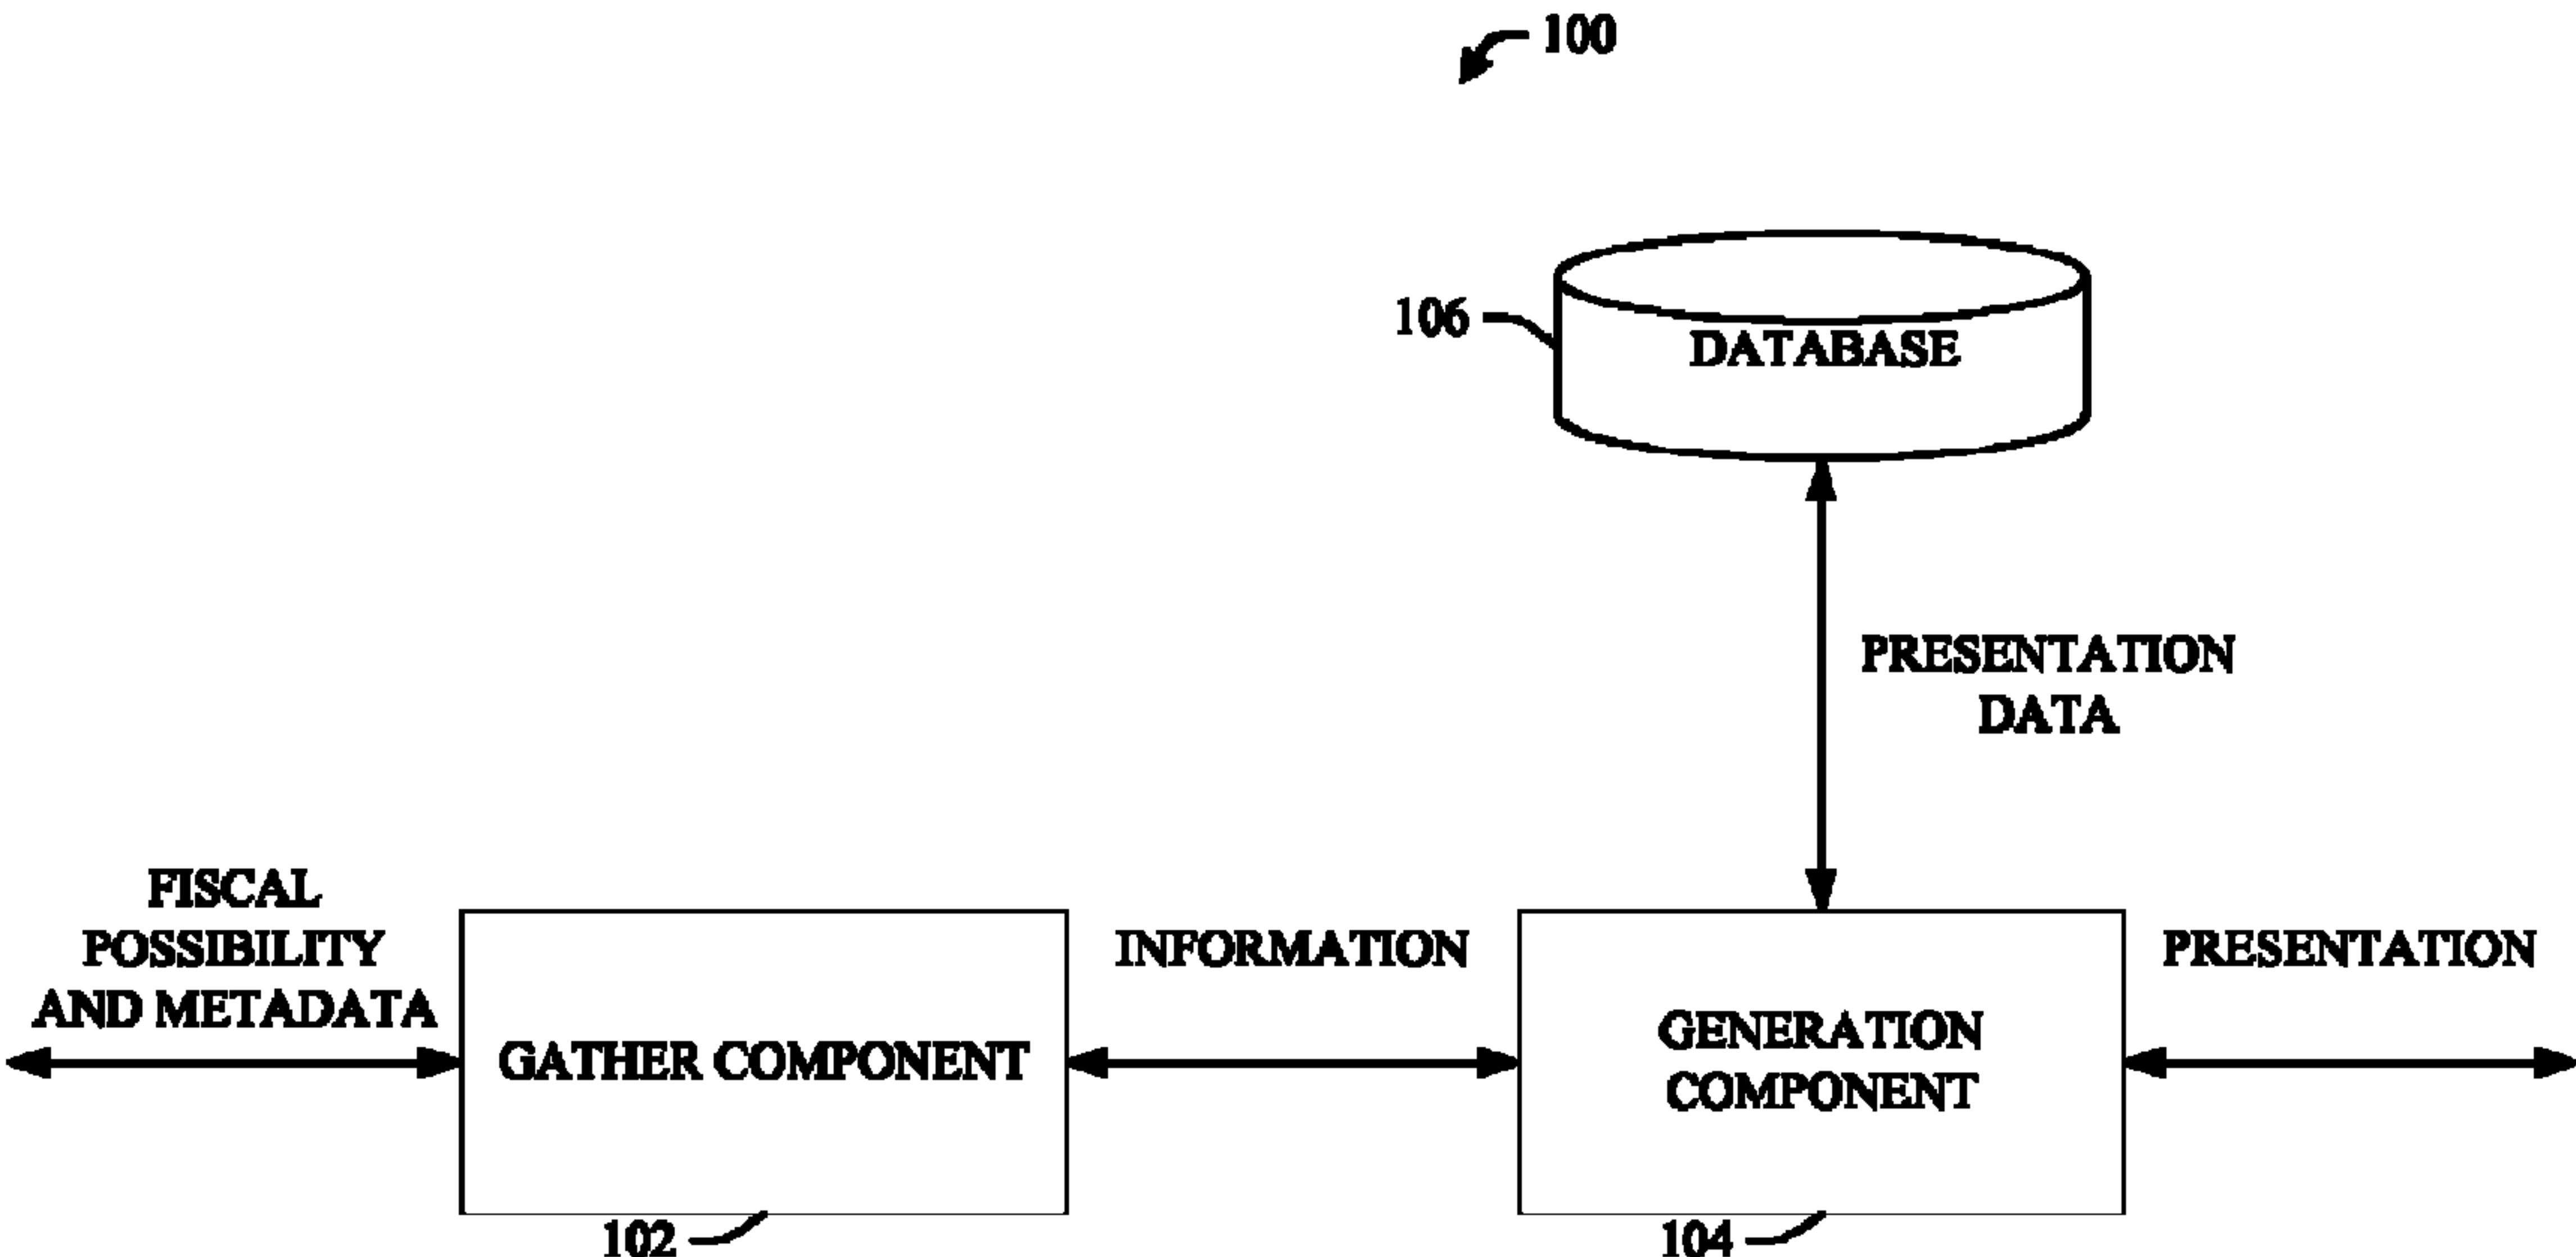 100
106
DATABASE
PRESENTATION
DATA
FISCAL
POSSIBILITY
AND METADATA
GATHER COMPONENT
INFORMATION
GENERATION
COMPONENT
PRESENTATION
102
104